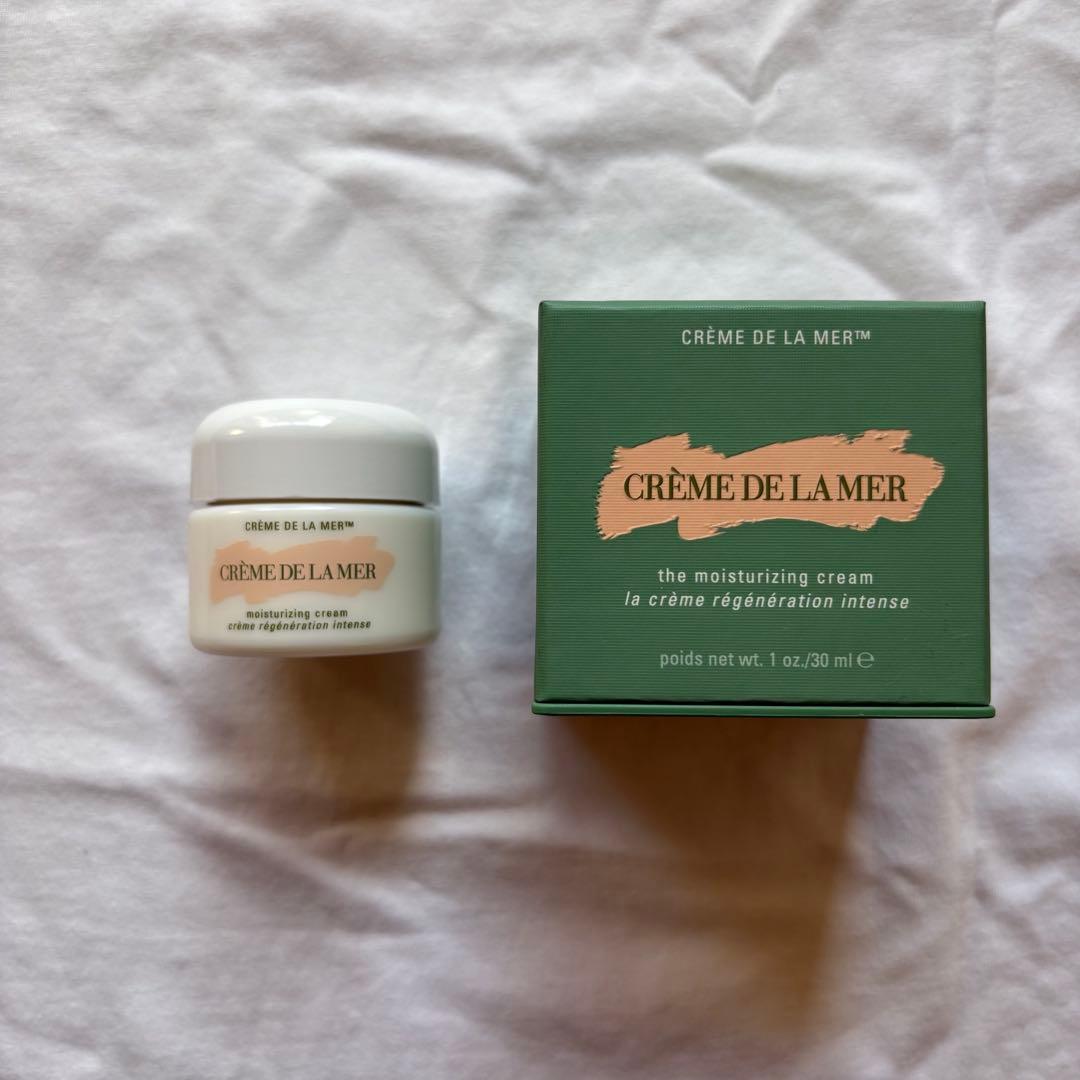 CRÈME DE LA MER™
CRÈME DE LA MER
moisturizing cream
crème régénération intense
CRÈME DE LA MER™
CRÈME DE LA MER
the moisturizing cream
la crème régénération intense
poids net wt. 1 oz./30 ml ℮